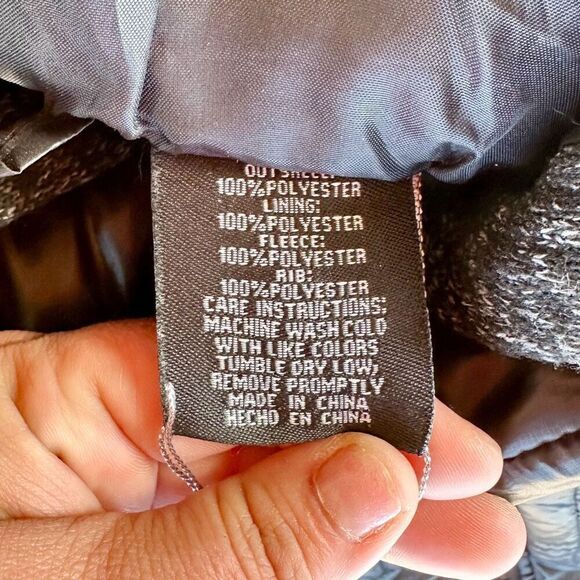 OUTSHELL:
100%POLYESTER
LINING:
100%POLYESTER
FLEECE:
100%POLYESTER
RIB:
100%POLYESTER
CARE INSTRUCTIONS:
MACHINE WASH COLD
WITH LIKE COLORS
TUMBLE DRY LOW,
REMOVE PROMPTLY
MADE IN CHINA
HECHO EN CHINA